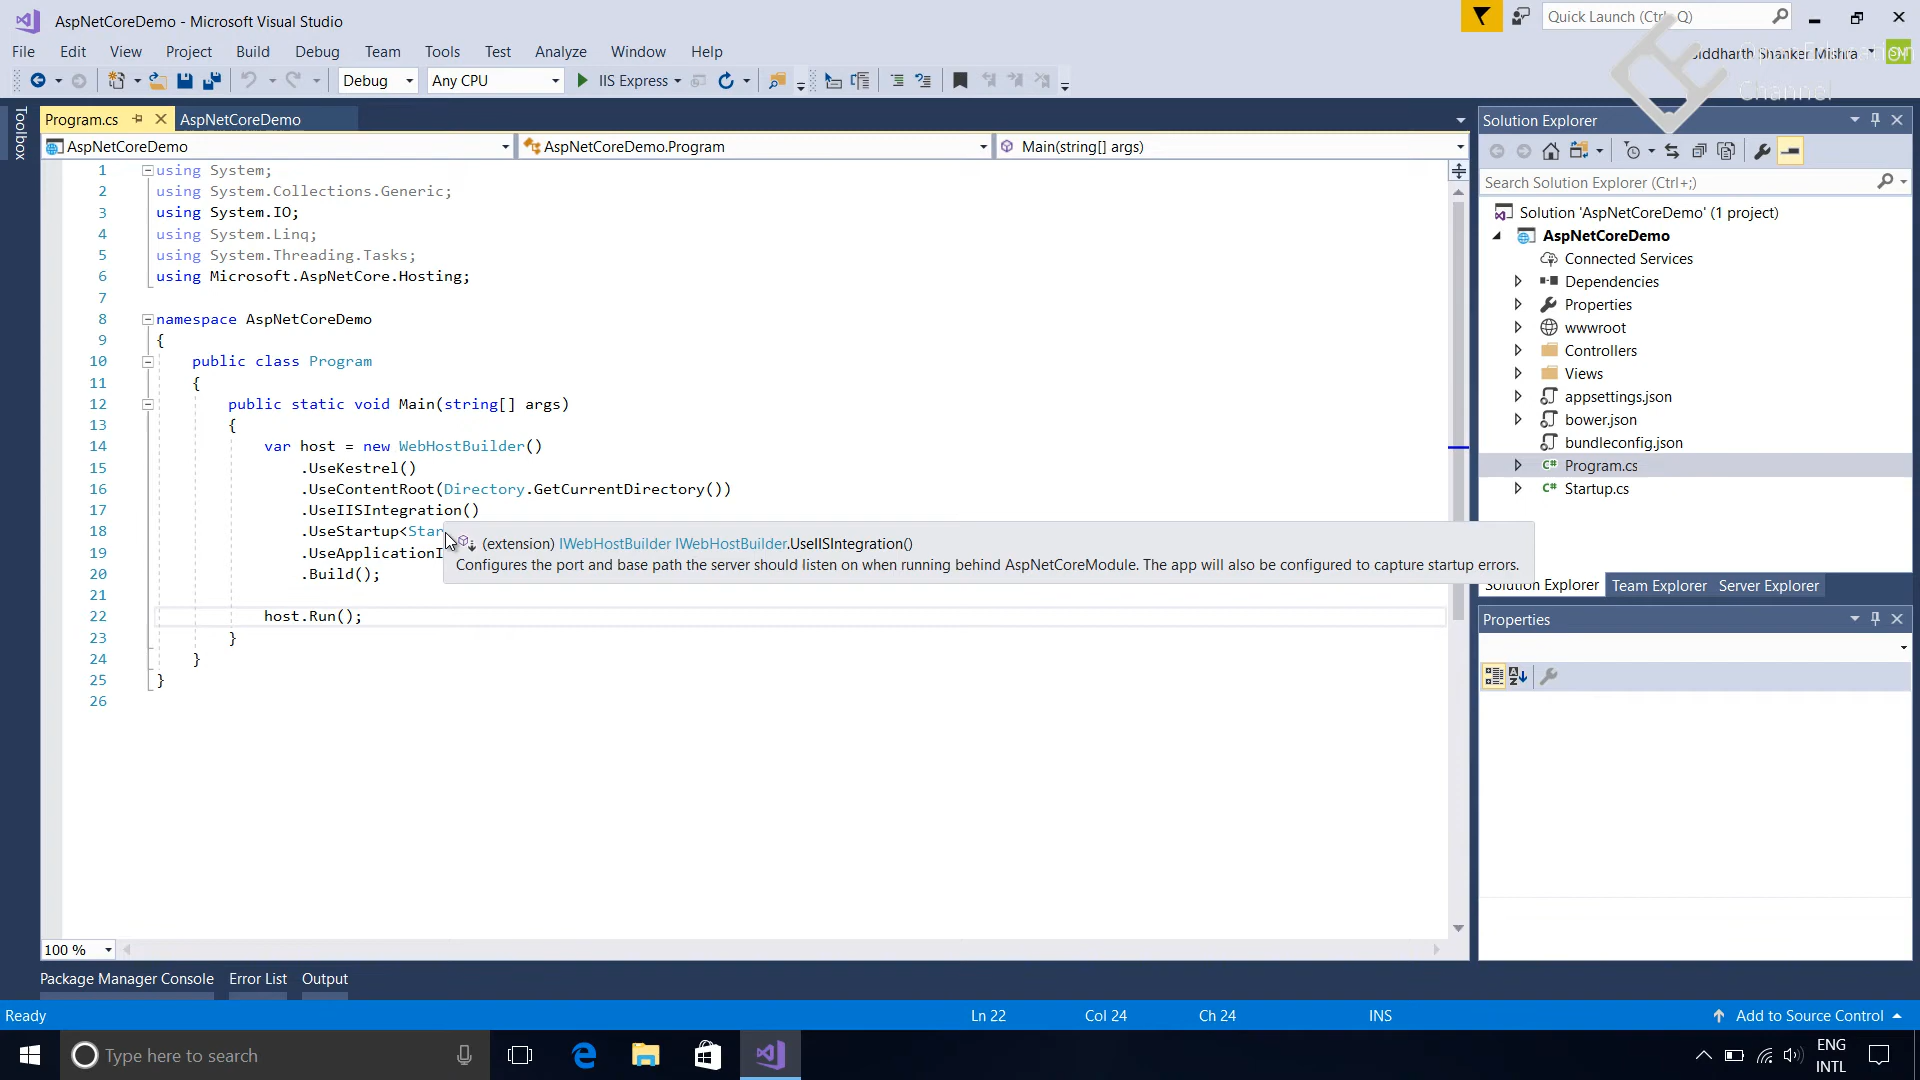 AspNetCoreDemo - Microsoft Visual Studio
Quick Launch (Ctrl+Q)
File Edit View Project Build Debug Team Tools Test Analyze Window Help
Siddharth Shanker Mishra SM
Debug Any CPU IIS Express
Channel
Toolbox
Program.cs AspNetCoreDemo
AspNetCoreDemo AspNetCoreDemo.Program Main(string[] args)
1 using System;
2 using System.Collections.Generic;
3 using System.IO;
4 using System.Linq;
5 using System.Threading.Tasks;
6 using Microsoft.AspNetCore.Hosting;
7
8 namespace AspNetCoreDemo
9 {
10 public class Program
11 {
12 public static void Main(string[] args)
13 {
14 var host = new WebHostBuilder()
15 .UseKestrel()
16 .UseContentRoot(Directory.GetCurrentDirectory())
17 .UseIISIntegration()
18 .UseStartup<Star
19 .UseApplicationI
20 .Build();
21
22 host.Run();
23 }
24 }
25 }
26
(extension) IWebHostBuilder IWebHostBuilder.UseIISIntegration()
Configures the port and base path the server should listen on when running behind AspNetCoreModule. The app will also be configured to capture startup errors.
100 %
Solution Explorer
Search Solution Explorer (Ctrl+;)
Solution 'AspNetCoreDemo' (1 project)
AspNetCoreDemo
Connected Services
Dependencies
Properties
wwwroot
Controllers
Views
appsettings.json
bower.json
bundleconfig.json
C# Program.cs
C# Startup.cs
Solution Explorer Team Explorer Server Explorer
Properties
Package Manager Console Error List Output
Ready Ln 22 Col 24 Ch 24 INS Add to Source Control
Type here to search
ENG
INTL